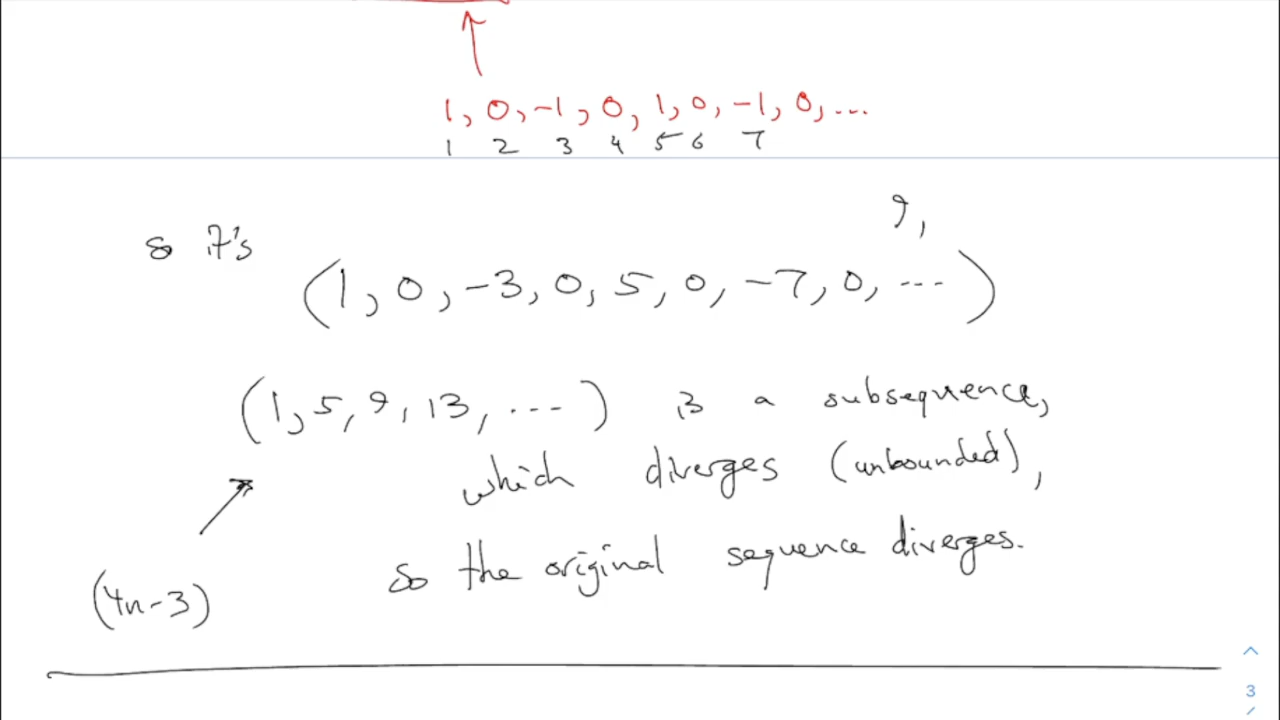 1, 0, -1, 0, 1, 0, -1, 0, ...
1 2 3 4 5 6 7
9,
so it's
(1, 0, -3, 0, 5, 0, -7, 0, ...)
(1, 5, 9, 13, ...) is a subsequence,
which diverges (unbounded),
so the original sequence diverges.
(4n-3)
3